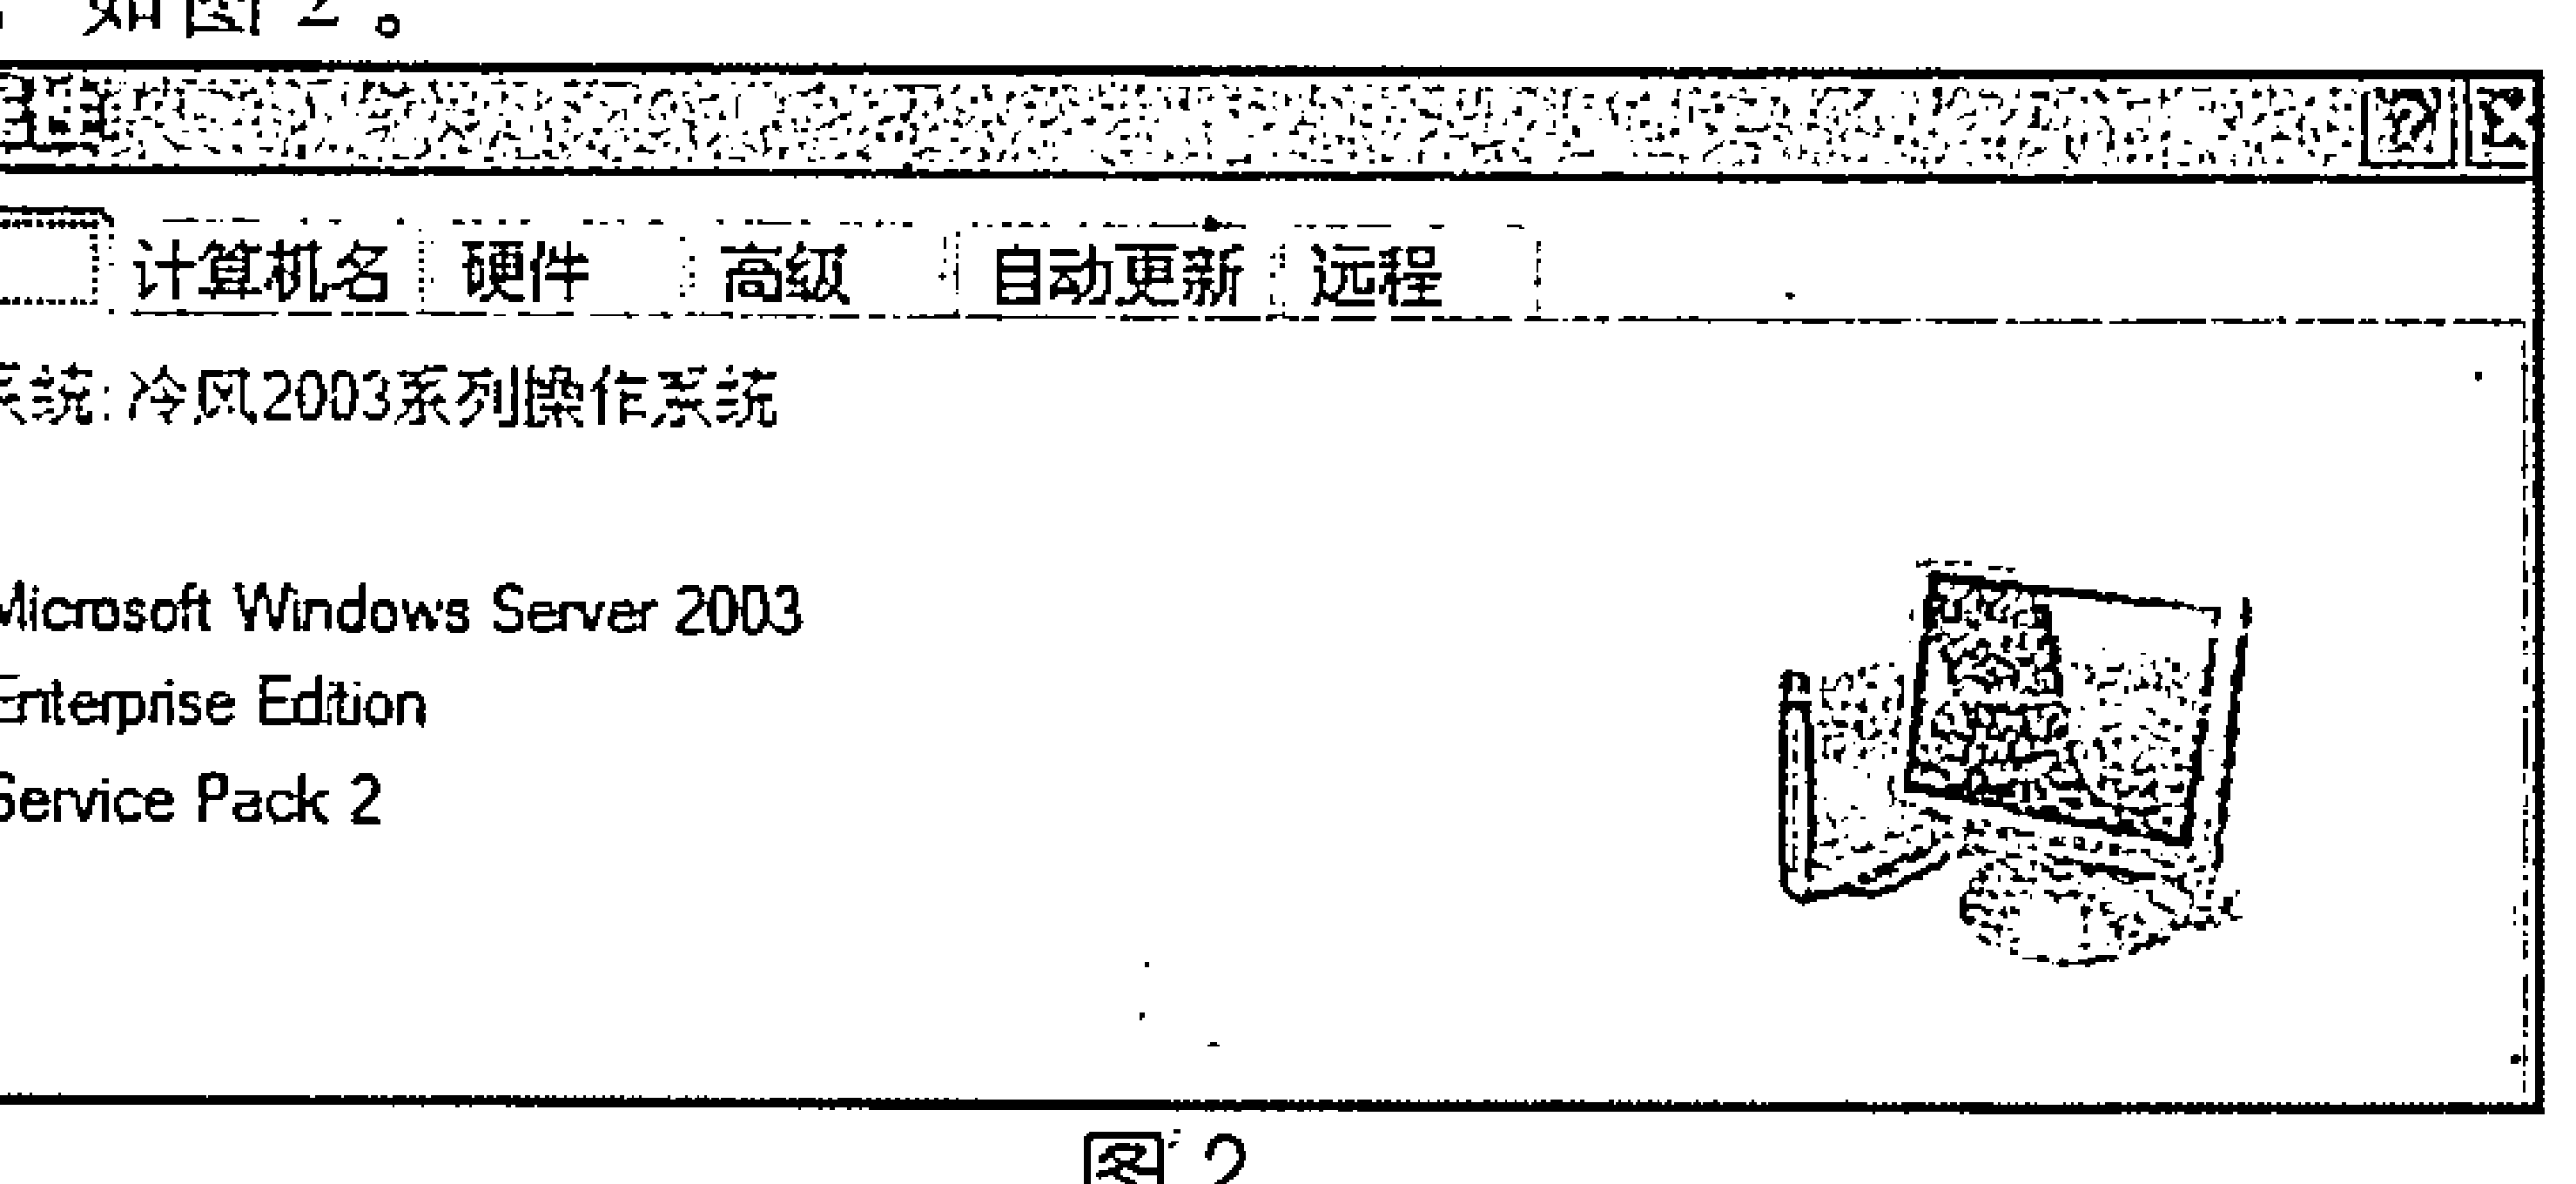 如图2。
计算机名 硬件 高级 自动更新 远程
系统:冷风2003系列操作系统
Microsoft Windows Server 2003
Enterprise Edition
Service Pack 2
图2